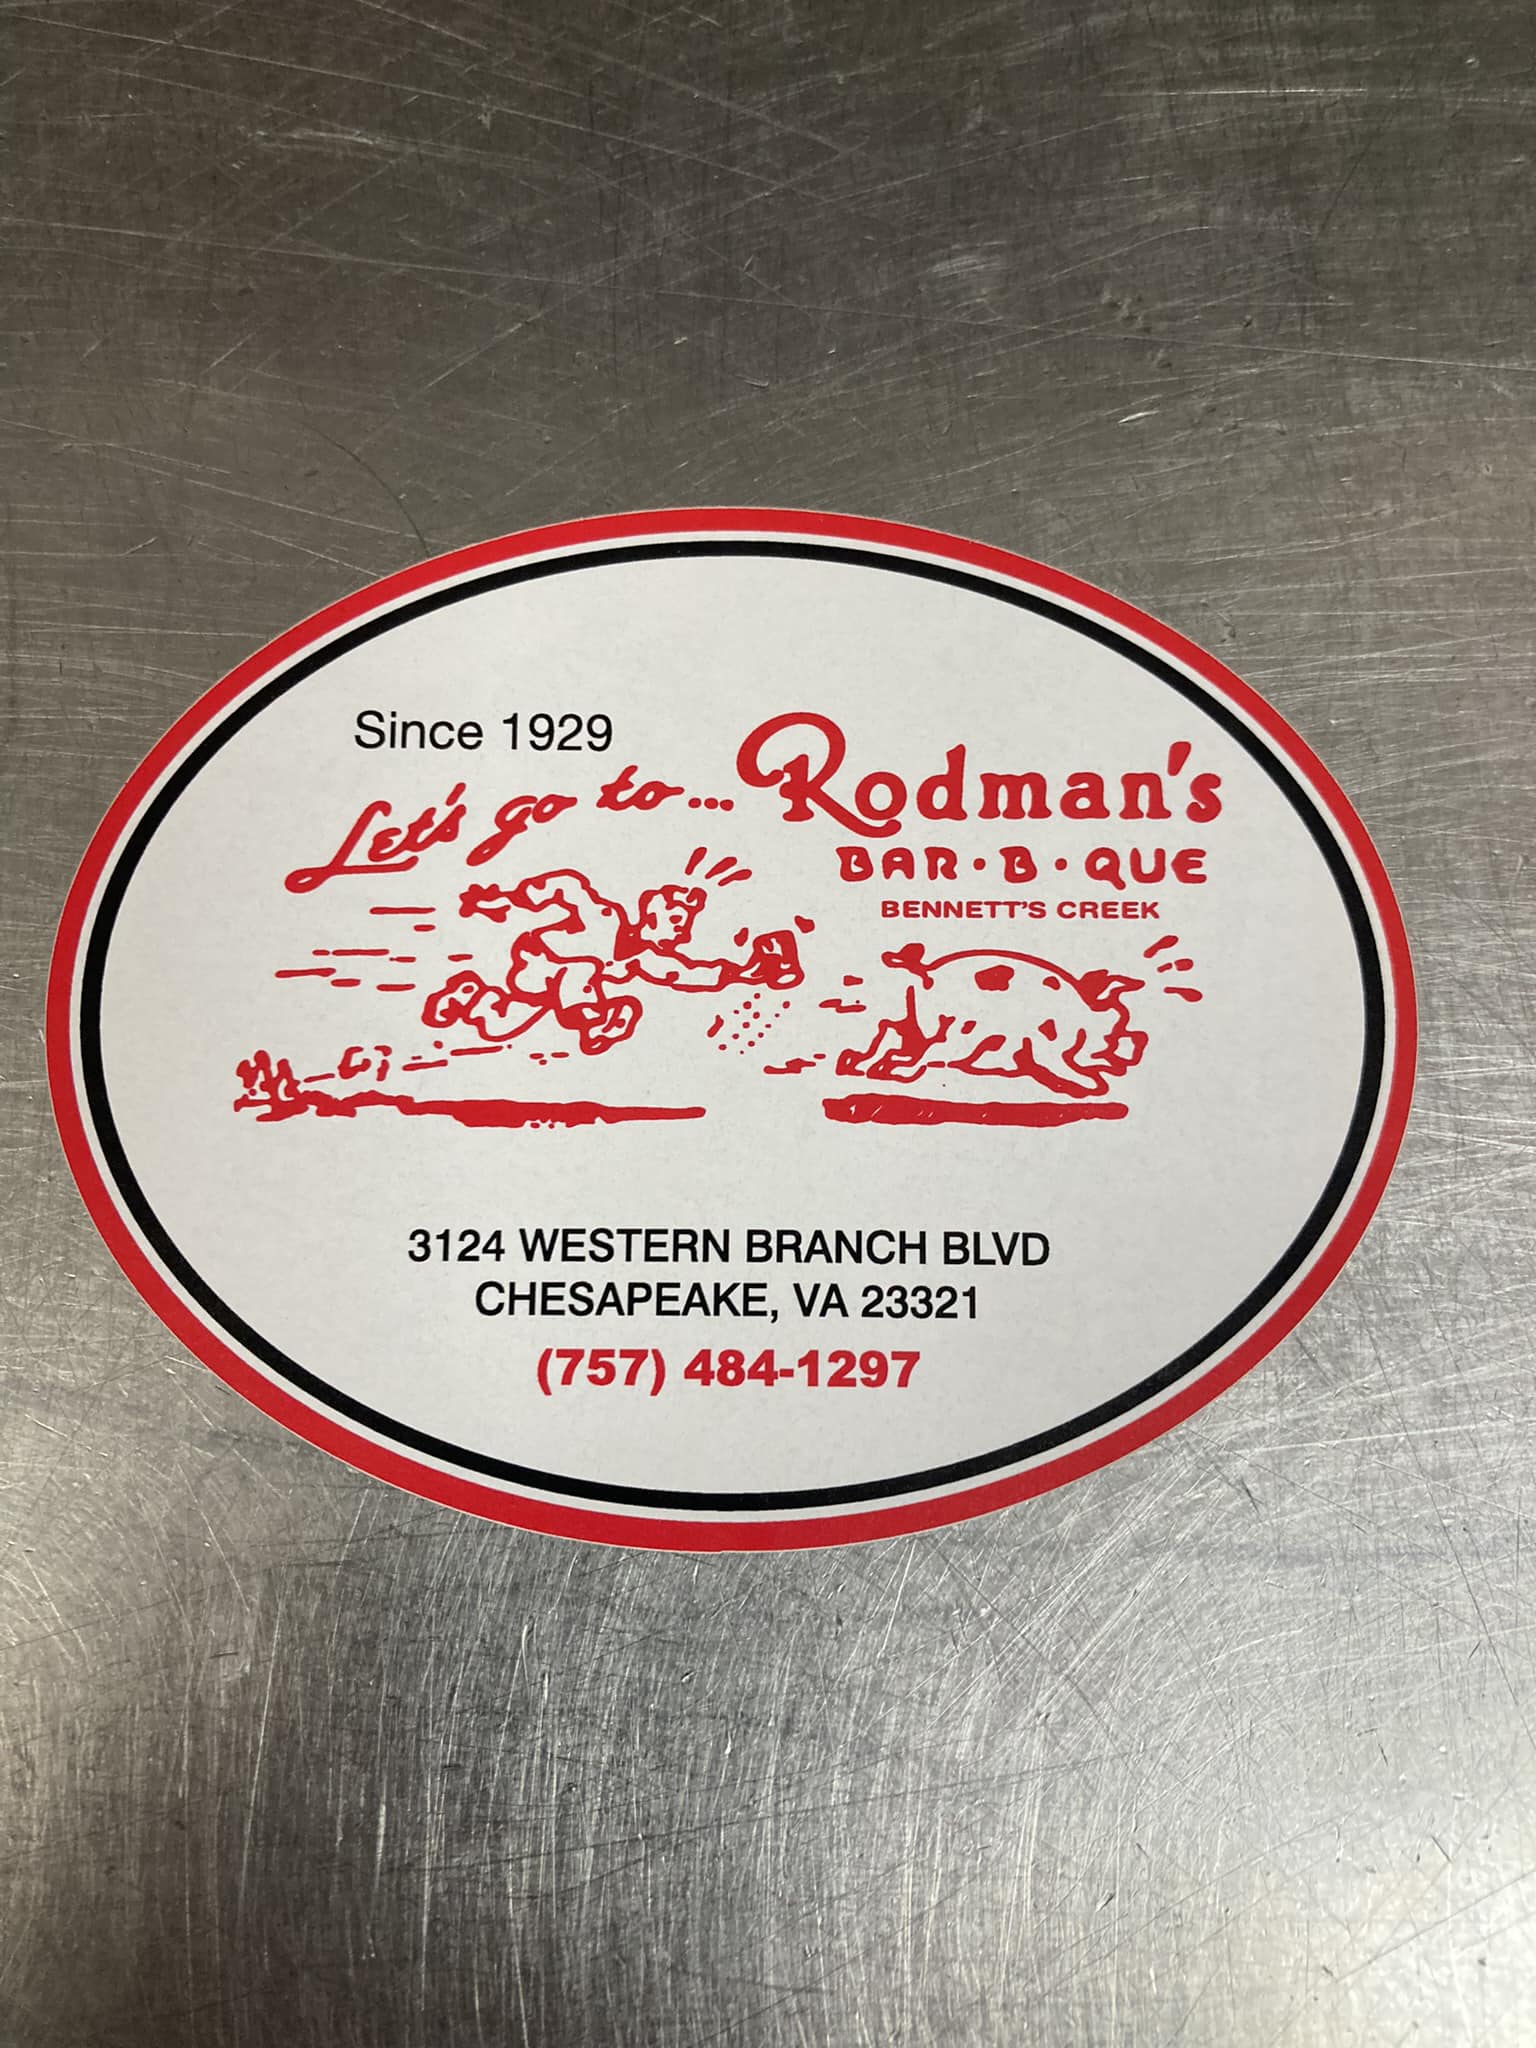 Since 1929
Let's go to... Rodman's
BAR·B·QUE
BENNETT'S CREEK
3124 WESTERN BRANCH BLVD
CHESAPEAKE, VA 23321
(757) 484-1297